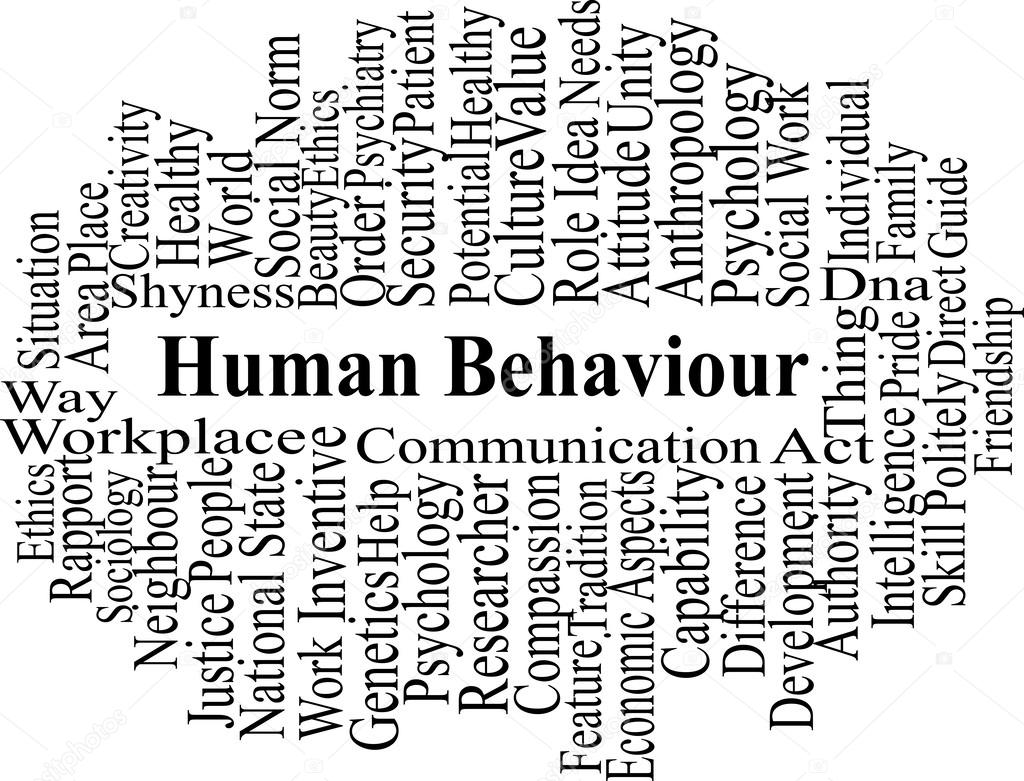 Situation
Area Place
Creativity
Healthy
World
Social Norm
Beauty Ethics
Order Psychiatry
Security Patient
Potential Healthy
Culture Value
Role Idea Needs
Attitude Unity
Anthropology
Psychology
Social Work
Individual
Family
Direct Guide
Shyness
Dna
Human Behaviour
Way
Workplace
Communication Act
Thing
Pride
Politely
Friendship
Ethics
Rapport
Sociology
Neighbour
Justice People
National State
Work Inventive
Genetics Help
Psychology
Researcher
Compassion
Feature Tradition
Economic Aspects
Capability
Difference
Development
Authority
Intelligence
Skill